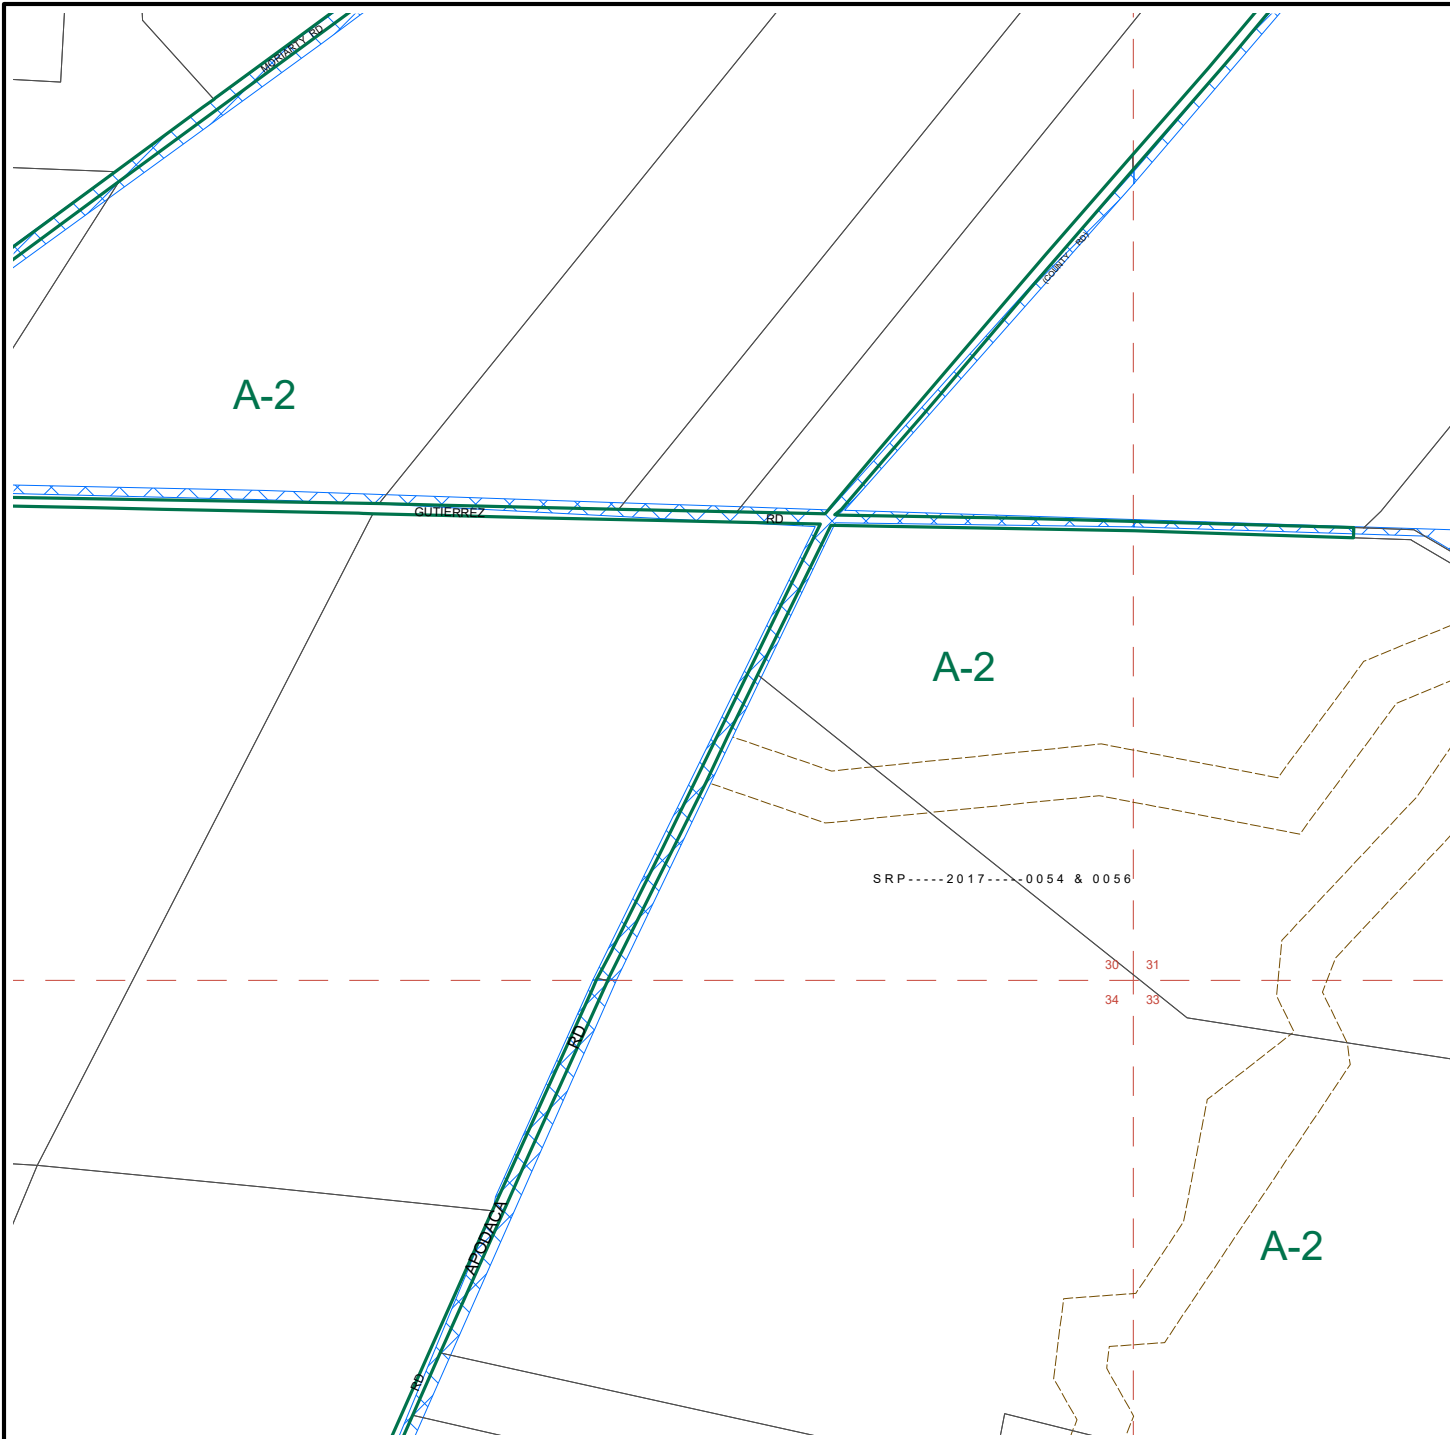 MORIARTY RD
(COUNTY RD)
A-2
GUTIERREZ RD
A-2
SRP-----2017-----0054 & 0056
30 31
34 33
RD
APODACA
A-2
RD